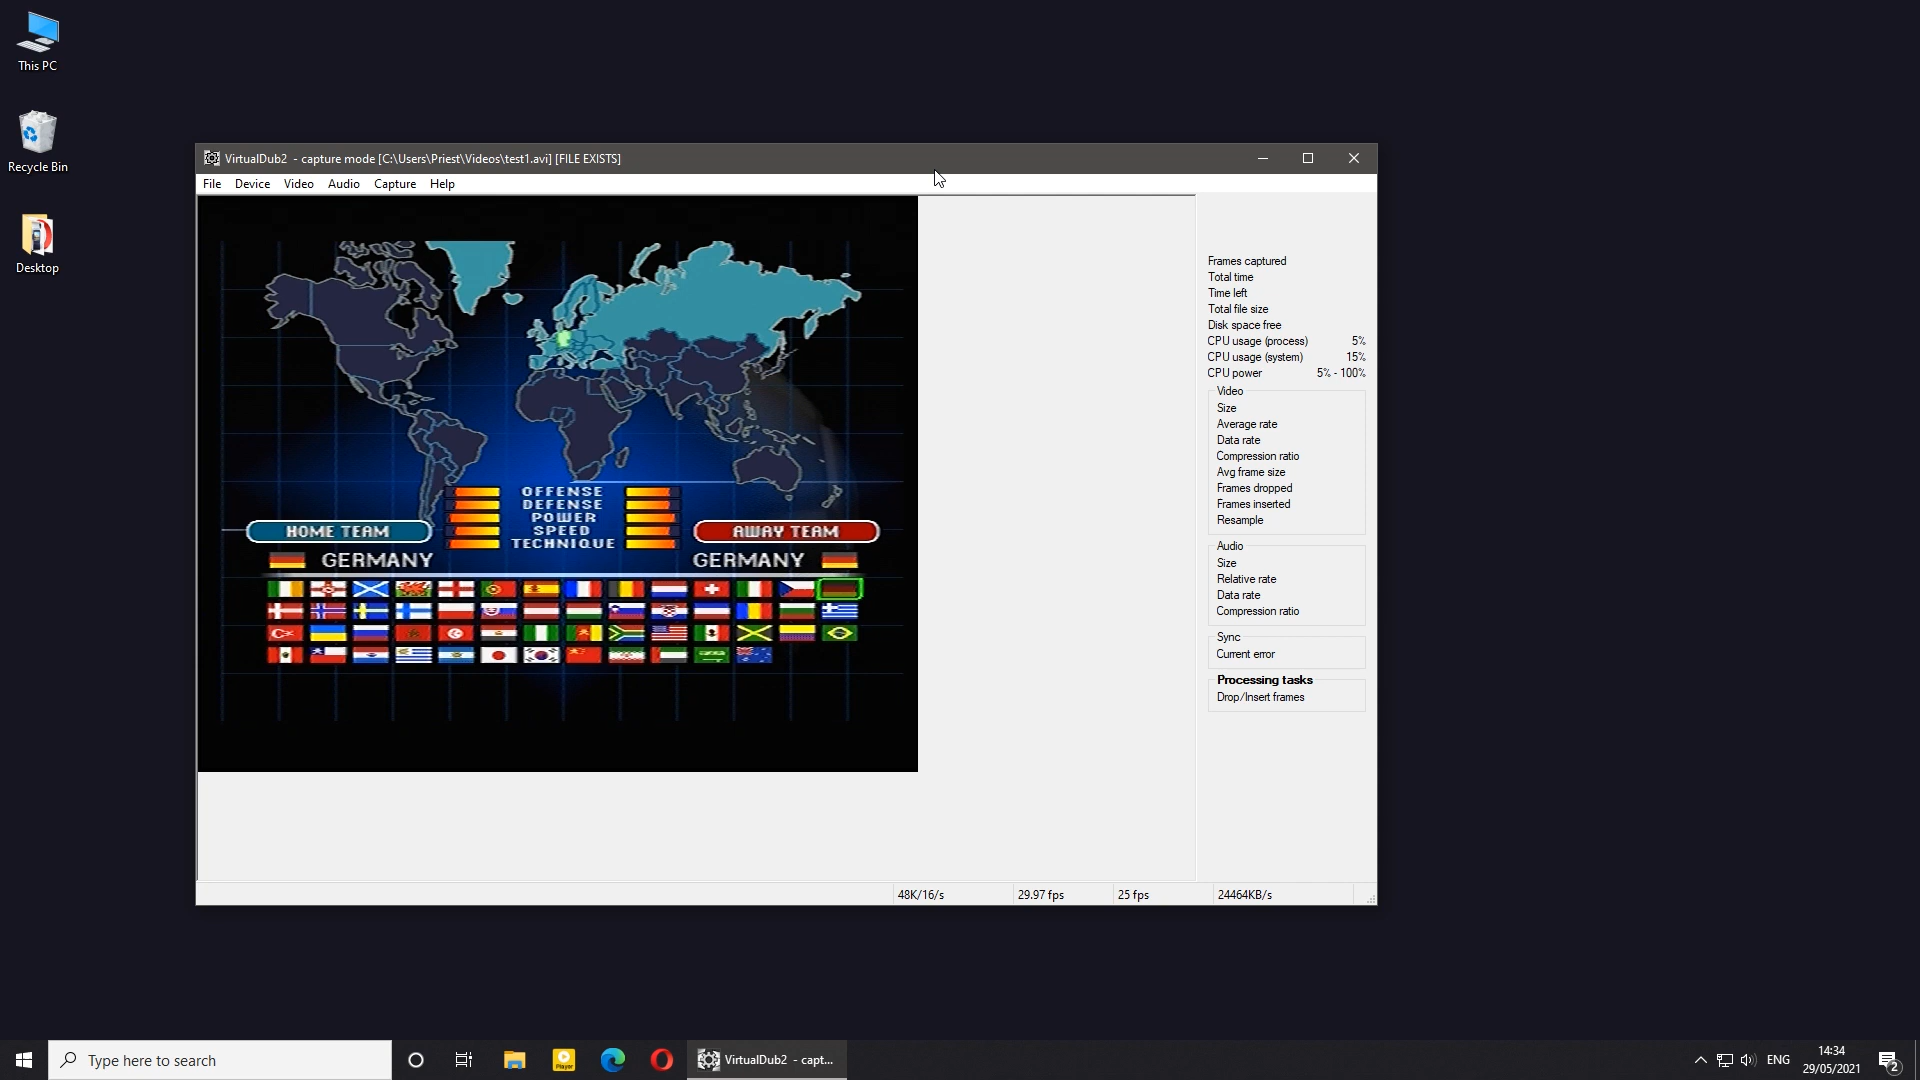 This PC
Recycle Bin
Desktop
VirtualDub2 - capture mode [C:\Users\Priest\Videos\test1.avi] [FILE EXISTS]
File Device Video Audio Capture Help
OFFENSE
DEFENSE
POWER
SPEED
TECHNIQUE
HOME TEAM
AWAY TEAM
GERMANY
GERMANY
Frames captured
Total time
Time left
Total file size
Disk space free
CPU usage (process) 5%
CPU usage (system) 15%
CPU power 5% - 100%
Video
Size
Average rate
Data rate
Compression ratio
Avg frame size
Frames dropped
Frames inserted
Resample
Audio
Size
Relative rate
Data rate
Compression ratio
Sync
Current error
Processing tasks
Drop/Insert frames
48K/16/s 29.97 fps 25 fps 24464KB/s
Type here to search
Player
VirtualDub2 - capt...
ENG
14:34
29/05/2021
2